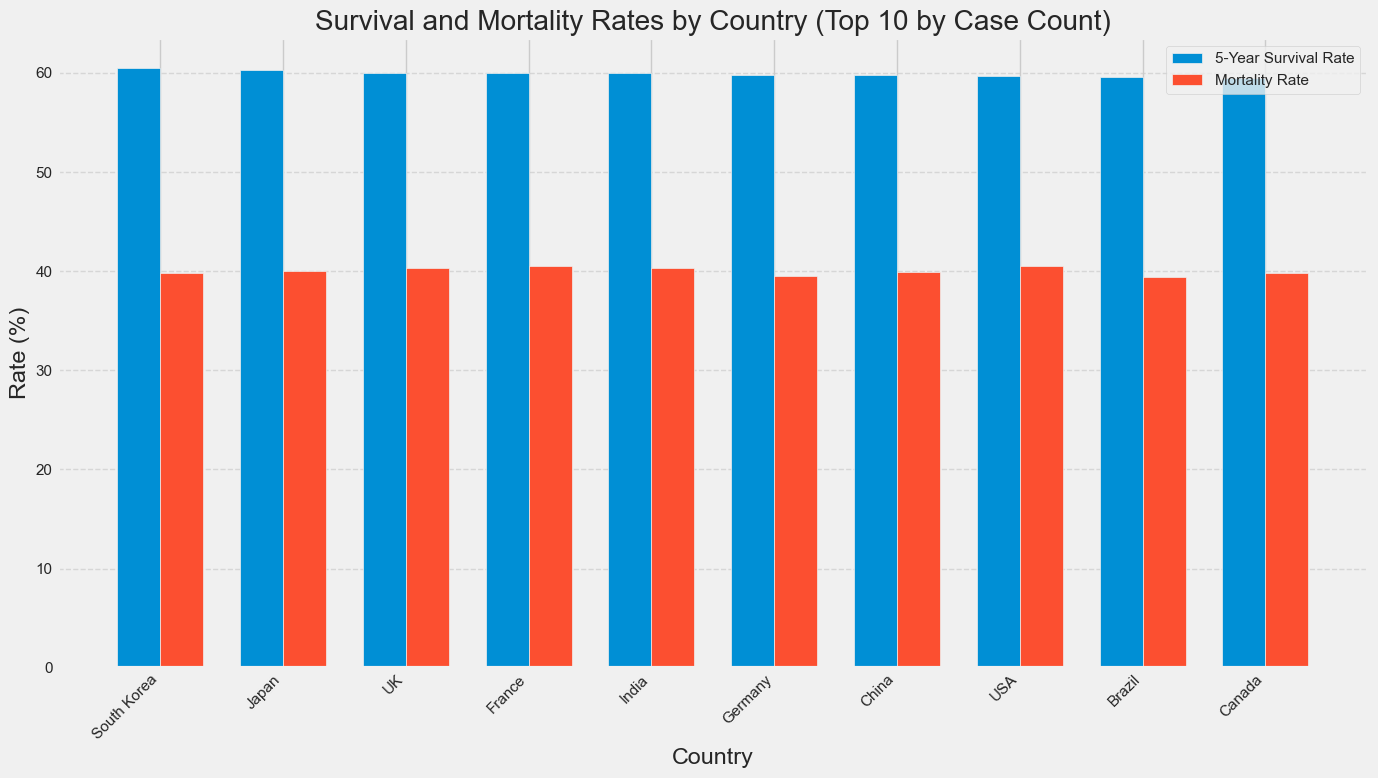 Survival and Mortality Rates by Country (Top 10 by Case Count)
5-Year Survival Rate
Mortality Rate
Rate (%)
60
50
40
30
20
10
0
South Korea
Japan
UK
France
India
Germany
China
USA
Brazil
Canada
Country